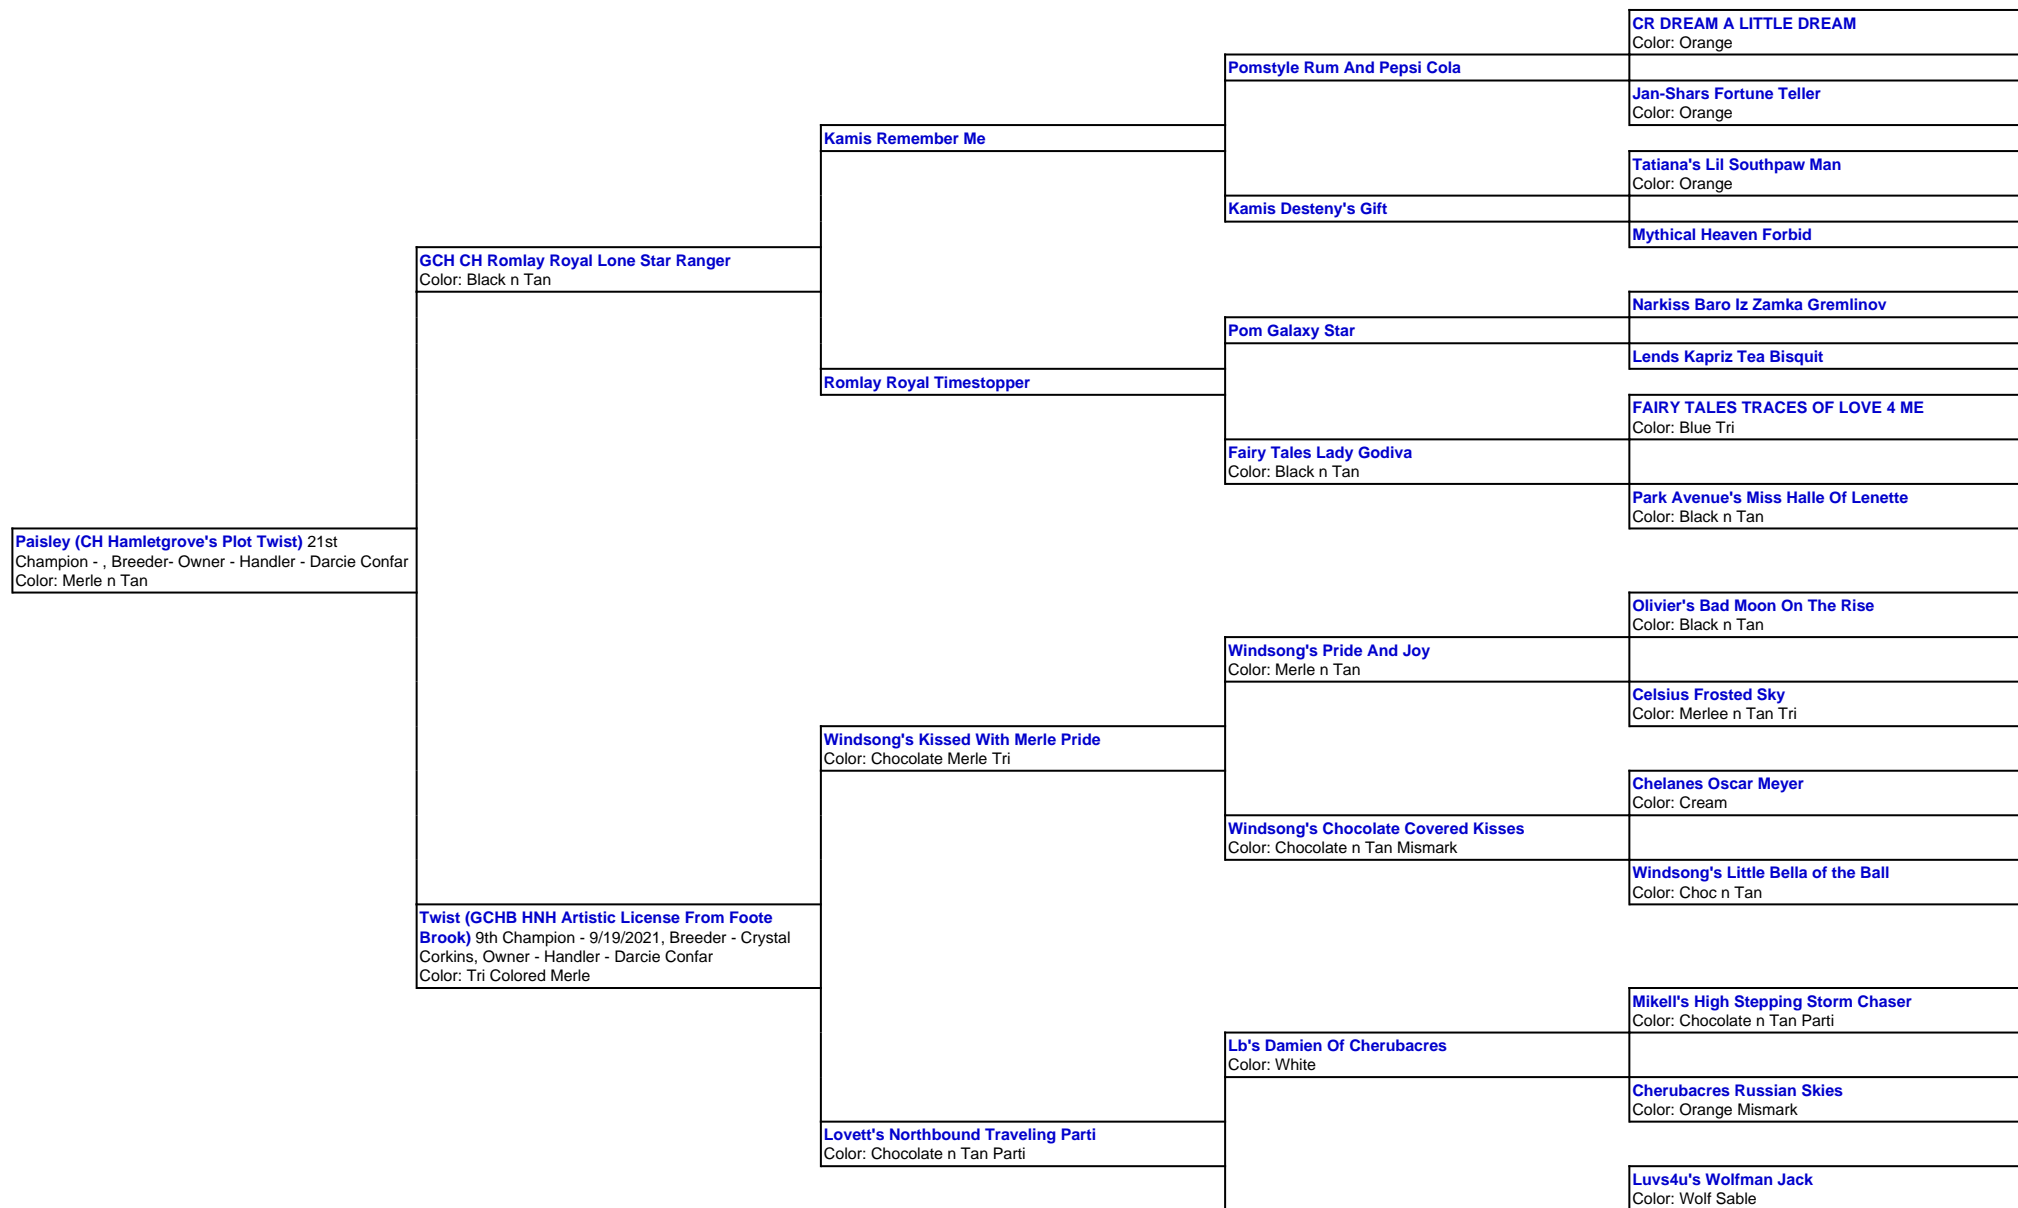 CR DREAM A LITTLE DREAM
Color: Orange
Pomstyle Rum And Pepsi Cola
Jan-Shars Fortune Teller
Color: Orange
Kamis Remember Me
Tatiana's Lil Southpaw Man
Color: Orange
Kamis Desteny's Gift
Mythical Heaven Forbid
GCH CH Romlay Royal Lone Star Ranger
Color: Black n Tan
Narkiss Baro Iz Zamka Gremlinov
Pom Galaxy Star
Lends Kapriz Tea Bisquit
Romlay Royal Timestopper
FAIRY TALES TRACES OF LOVE 4 ME
Color: Blue Tri
Fairy Tales Lady Godiva
Color: Black n Tan
Park Avenue's Miss Halle Of Lenette
Color: Black n Tan
Paisley (CH Hamletgrove's Plot Twist) 21st
Champion - , Breeder- Owner - Handler - Darcie Confar
Color: Merle n Tan
Olivier's Bad Moon On The Rise
Color: Black n Tan
Windsong's Pride And Joy
Color: Merle n Tan
Celsius Frosted Sky
Color: Merlee n Tan Tri
Windsong's Kissed With Merle Pride
Color: Chocolate Merle Tri
Chelanes Oscar Meyer
Color: Cream
Windsong's Chocolate Covered Kisses
Color: Chocolate n Tan Mismark
Windsong's Little Bella of the Ball
Color: Choc n Tan
Twist (GCHB HNH Artistic License From Foote
Brook) 9th Champion - 9/19/2021, Breeder - Crystal
Corkins, Owner - Handler - Darcie Confar
Color: Tri Colored Merle
Mikell's High Stepping Storm Chaser
Color: Chocolate n Tan Parti
Lb's Damien Of Cherubacres
Color: White
Cherubacres Russian Skies
Color: Orange Mismark
Lovett's Northbound Traveling Parti
Color: Chocolate n Tan Parti
Luvs4u's Wolfman Jack
Color: Wolf Sable